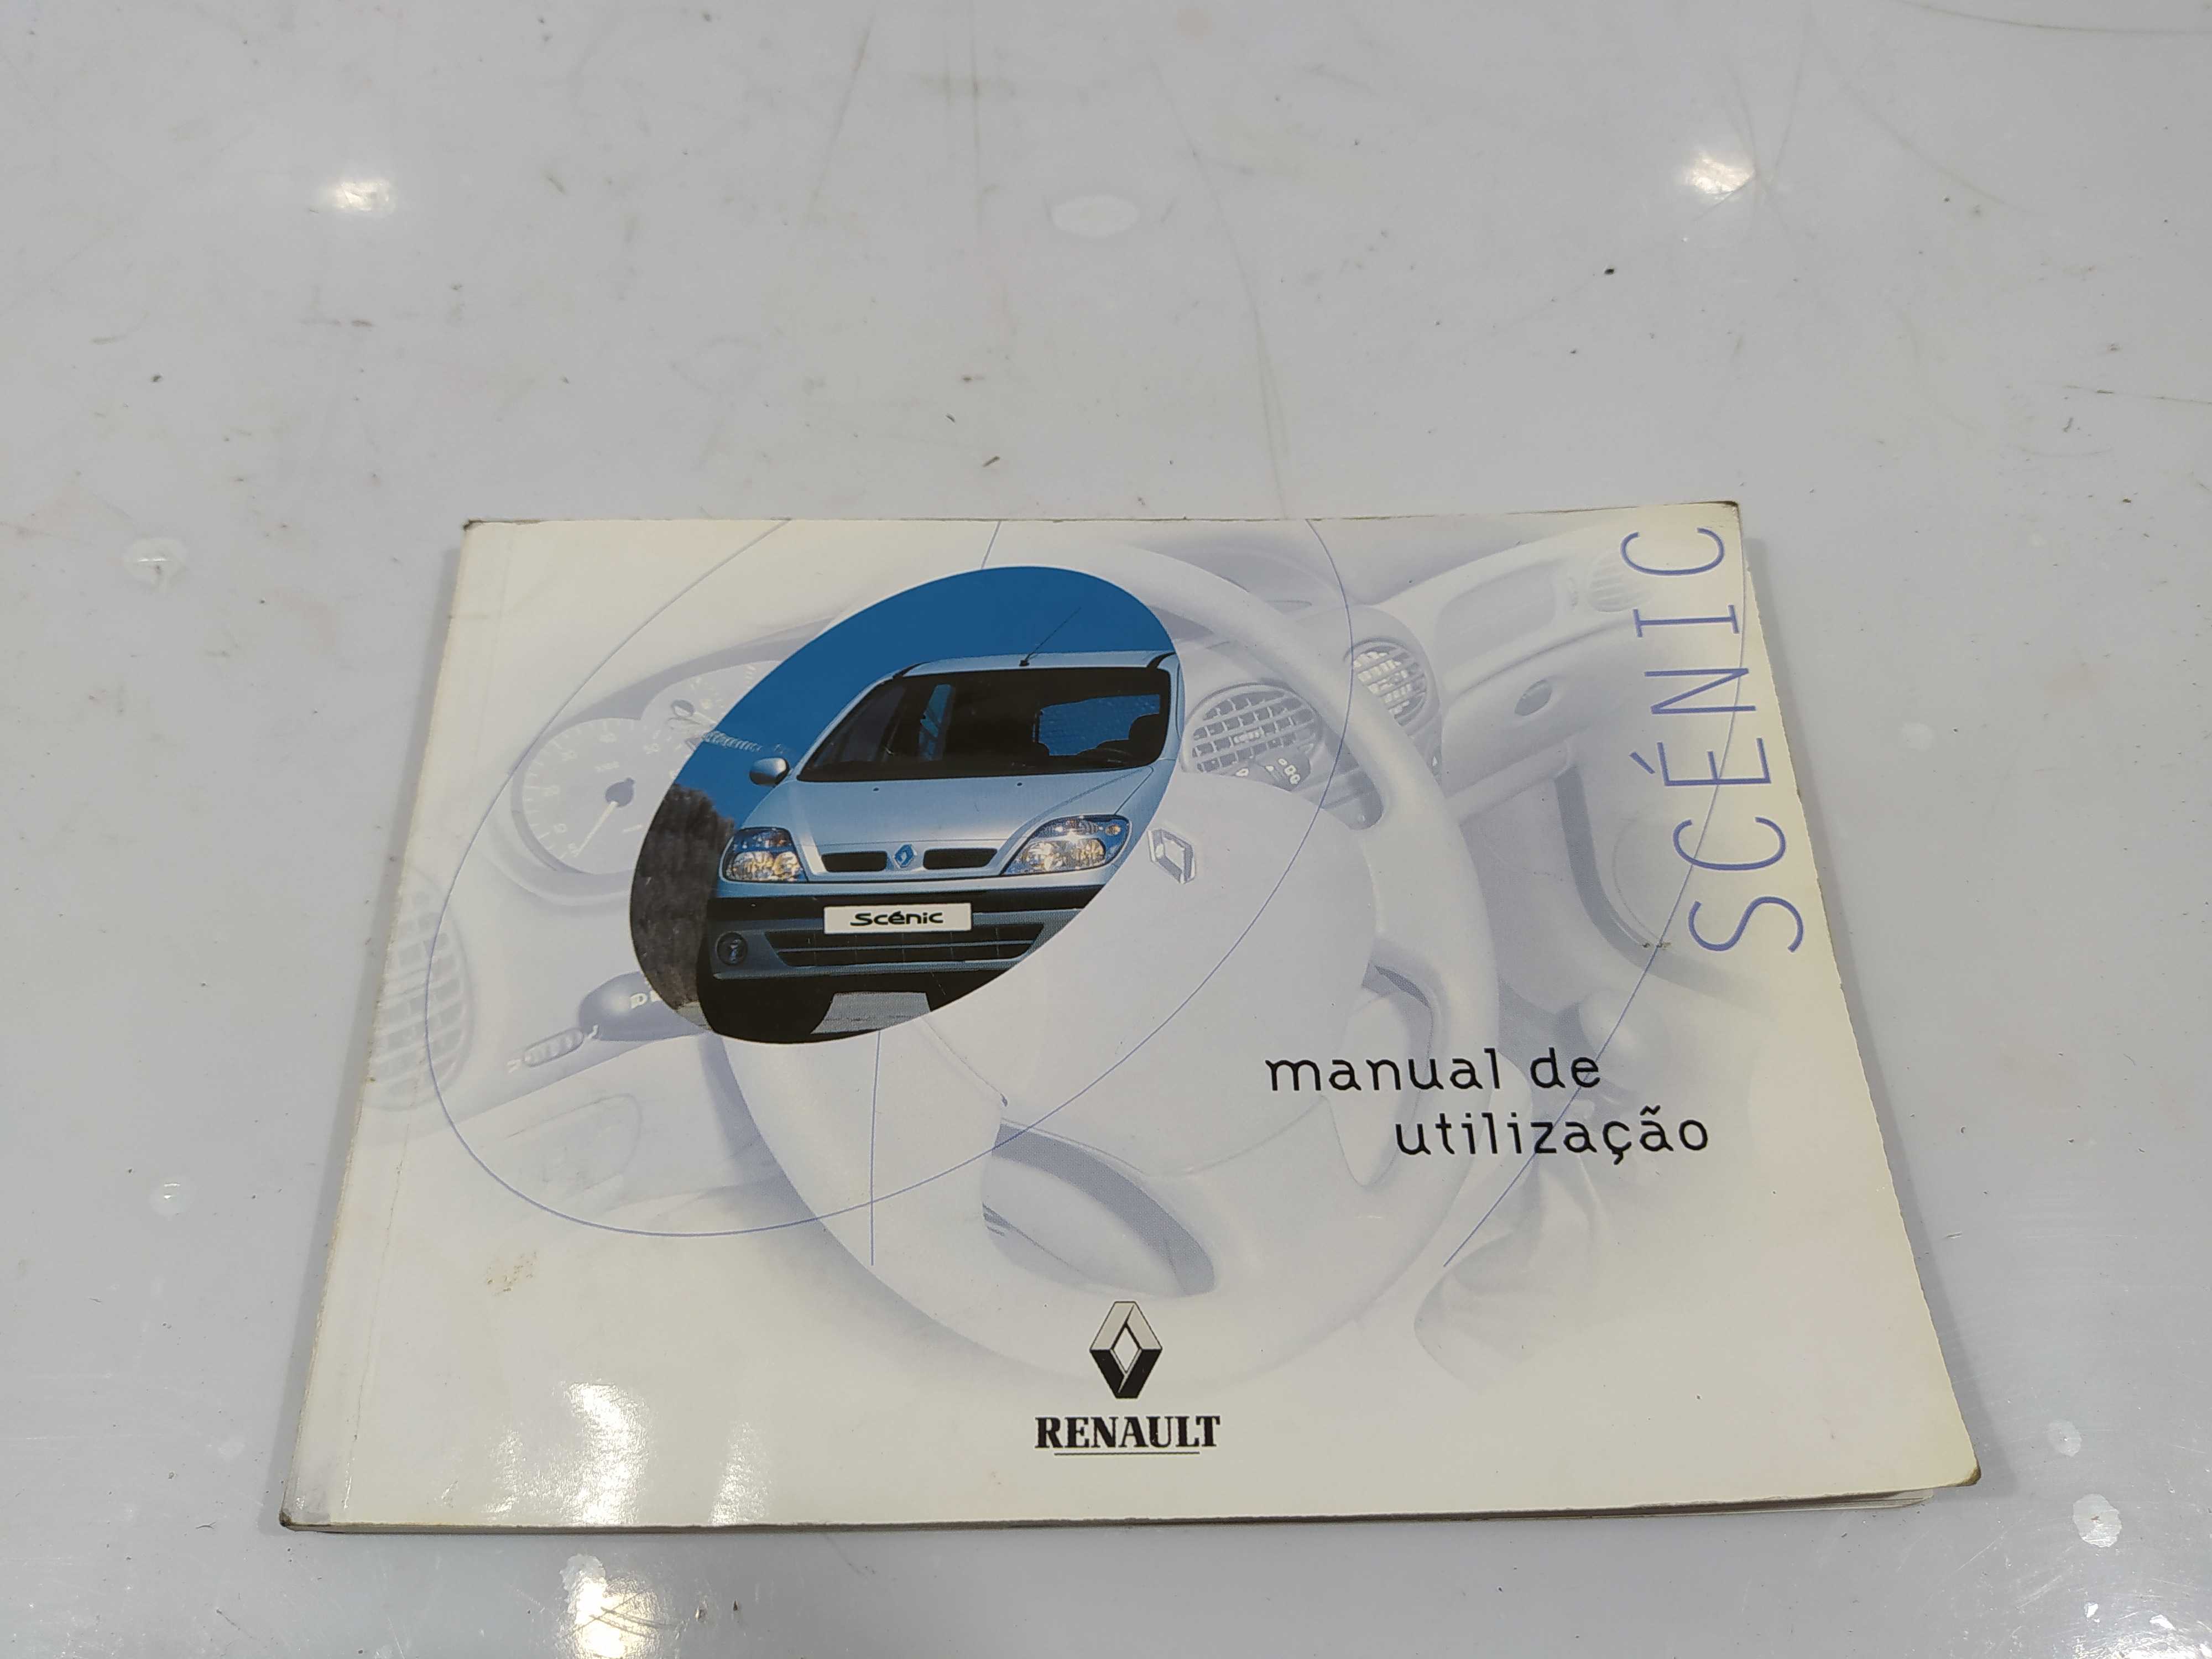 SCÉNIC
Scénic
manual de
utilização
RENAULT